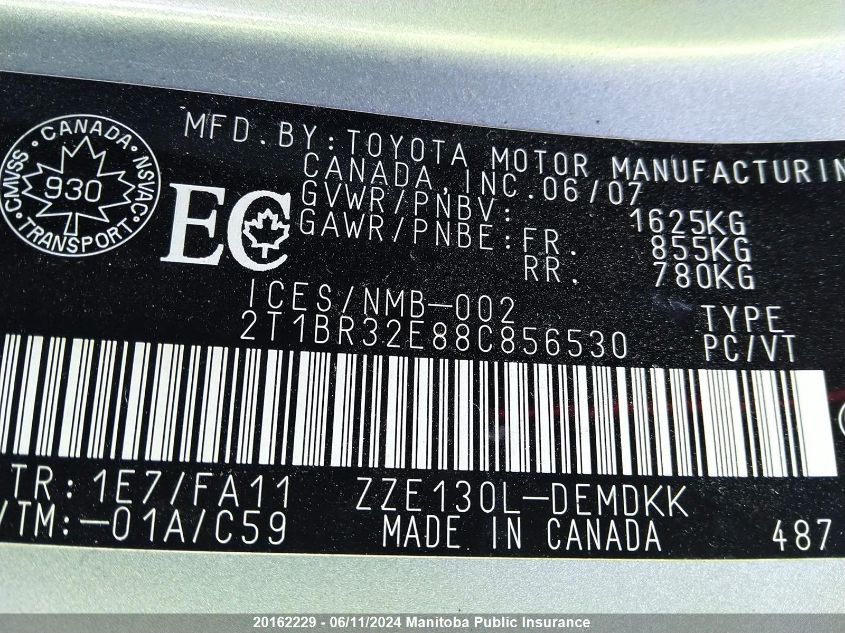 MFD. BY: TOYOTA MOTOR MANUFACTURIN
CANADA, INC. 06/07
GVWR/PNBV: 1625KG
GAWR/PNBE: FR. 855KG
RR. 780KG
CANADA
CMVSS 930 NSVAC
TRANSPORT
EC
ICES/NMB-002
2T1BR32E88C856530
TYPE
PC/VT
TR: 1E7/FA11 ZZE130L-DEMDKK
/TM:-01A/C59 MADE IN CANADA 487
20162229 - 06/11/2024 Manitoba Public Insurance